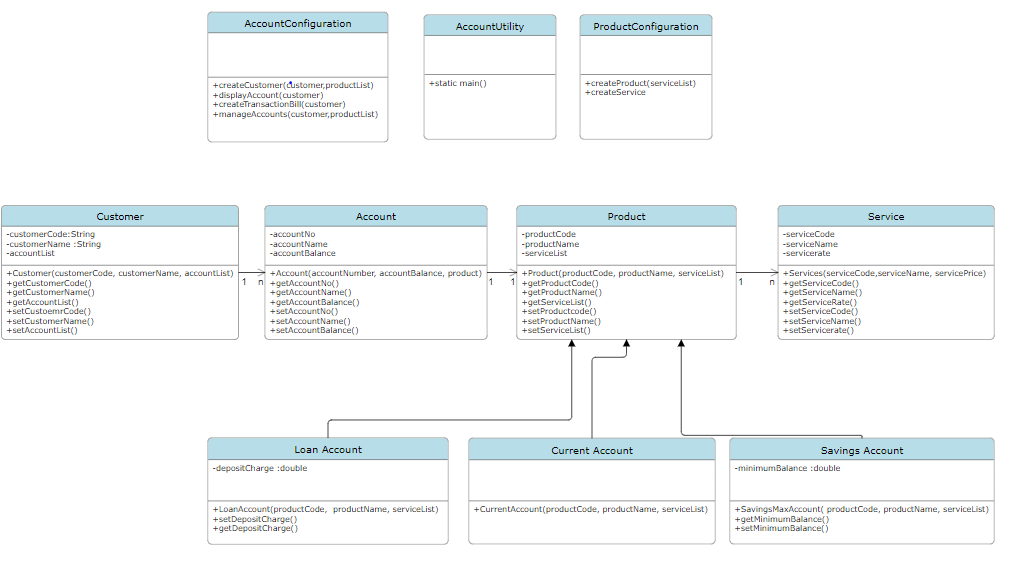 AccountConfiguration
+createCustomer(customer,productList)
+displayAccount(customer)
+createTransactionBill(customer)
+manageAccounts(customer,productList)
AccountUtility
+static main()
ProductConfiguration
+createProduct(serviceList)
+createService
Customer
-customerCode:String
-customerName :String
-accountList
+Customer(customerCode, customerName, accountList)
+getCustomerCode()
+getCustomerName()
+getAccountList()
+setCustoemrCode()
+setCustomerName()
+setAccountList()
1 n
Account
-accountNo
-accountName
-accountBalance
+Account(accountNumber, accountBalance, product)
+getAccountNo()
+getAccountName()
+getAccountBalance()
+setAccountNo()
+setAccountName()
+setAccountBalance()
1 1
Product
-productCode
-productName
-serviceList
+Product(productCode, productName, serviceList)
+getProductCode()
+getProductName()
+getServiceList()
+setProductcode()
+setProductName()
+setServiceList()
1 n
Service
-serviceCode
-serviceName
-servicerate
+Services(serviceCode,serviceName, servicePrice)
+getServiceCode()
+getServiceName()
+getServiceRate()
+setServiceCode()
+setServiceName()
+setServicerate()
Loan Account
-depositCharge :double
+LoanAccount(productCode, productName, serviceList)
+setDepositCharge()
+getDepositCharge()
Current Account
+CurrentAccount(productCode, productName, serviceList)
Savings Account
-minimumBalance :double
+SavingsMaxAccount( productCode, productName, serviceList)
+getMinimumBalance()
+setMinimumBalance()